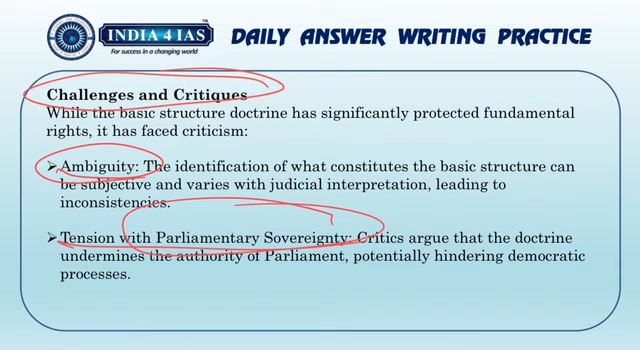 INDIA 4 IAS
TM
For success in a changing world
DAILY ANSWER WRITING PRACTICE
Challenges and Critiques
While the basic structure doctrine has significantly protected fundamental
rights, it has faced criticism:
➢Ambiguity: The identification of what constitutes the basic structure can
be subjective and varies with judicial interpretation, leading to
inconsistencies.
➢Tension with Parliamentary Sovereignty: Critics argue that the doctrine
undermines the authority of Parliament, potentially hindering democratic
processes.